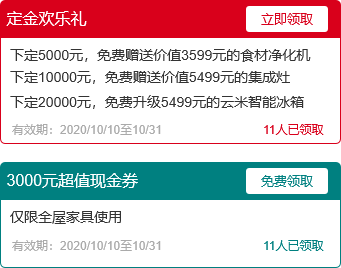 定金欢乐礼
立即领取
下定5000元，免费赠送价值3599元的食材净化机
下定10000元，免费赠送价值5499元的集成灶
下定20000元，免费升级5499元的云米智能冰箱
有效期：2020/10/10至10/31
11人已领取
3000元超值现金券
免费领取
仅限全屋家具使用
有效期：2020/10/10至10/31
11人已领取